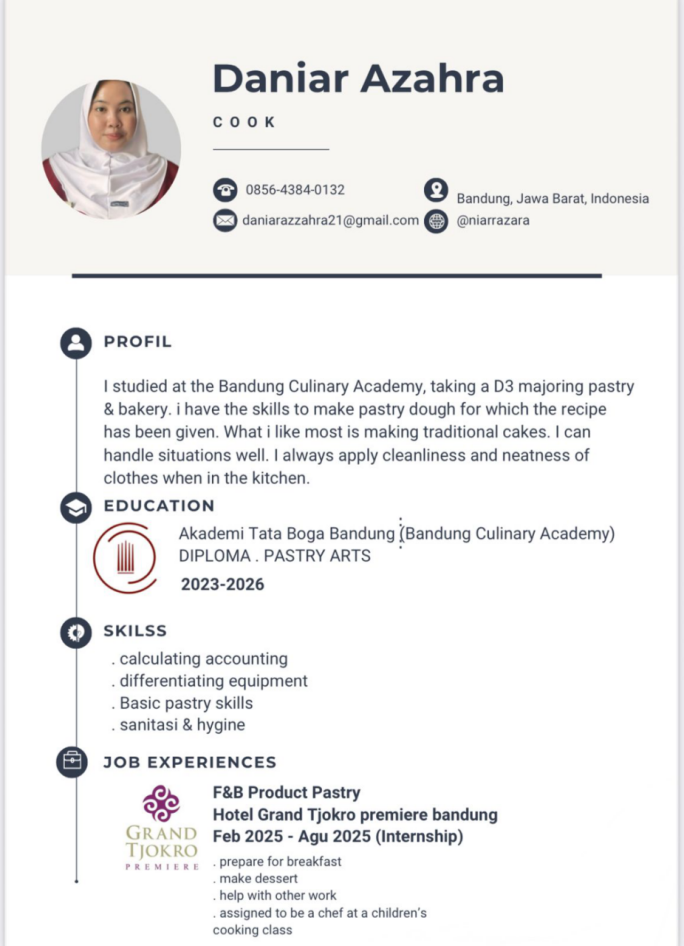 Daniar Azahra
COOK
0856-4384-0132
Bandung, Jawa Barat, Indonesia
daniarazzahra21@gmail.com
@niarrazara
PROFIL
I studied at the Bandung Culinary Academy, taking a D3 majoring pastry
& bakery. i have the skills to make pastry dough for which the recipe
has been given. What i like most is making traditional cakes. I can
handle situations well. I always apply cleanliness and neatness of
clothes when in the kitchen.
EDUCATION
Akademi Tata Boga Bandung (Bandung Culinary Academy)
DIPLOMA . PASTRY ARTS
2023-2026
SKILSS
. calculating accounting
. differentiating equipment
. Basic pastry skills
. sanitasi & hygine
JOB EXPERIENCES
GRAND
TJOKRO
PREMIERE
F&B Product Pastry
Hotel Grand Tjokro premiere bandung
Feb 2025 - Agu 2025 (Internship)
. prepare for breakfast
. make dessert
. help with other work
. assigned to be a chef at a children's
cooking class